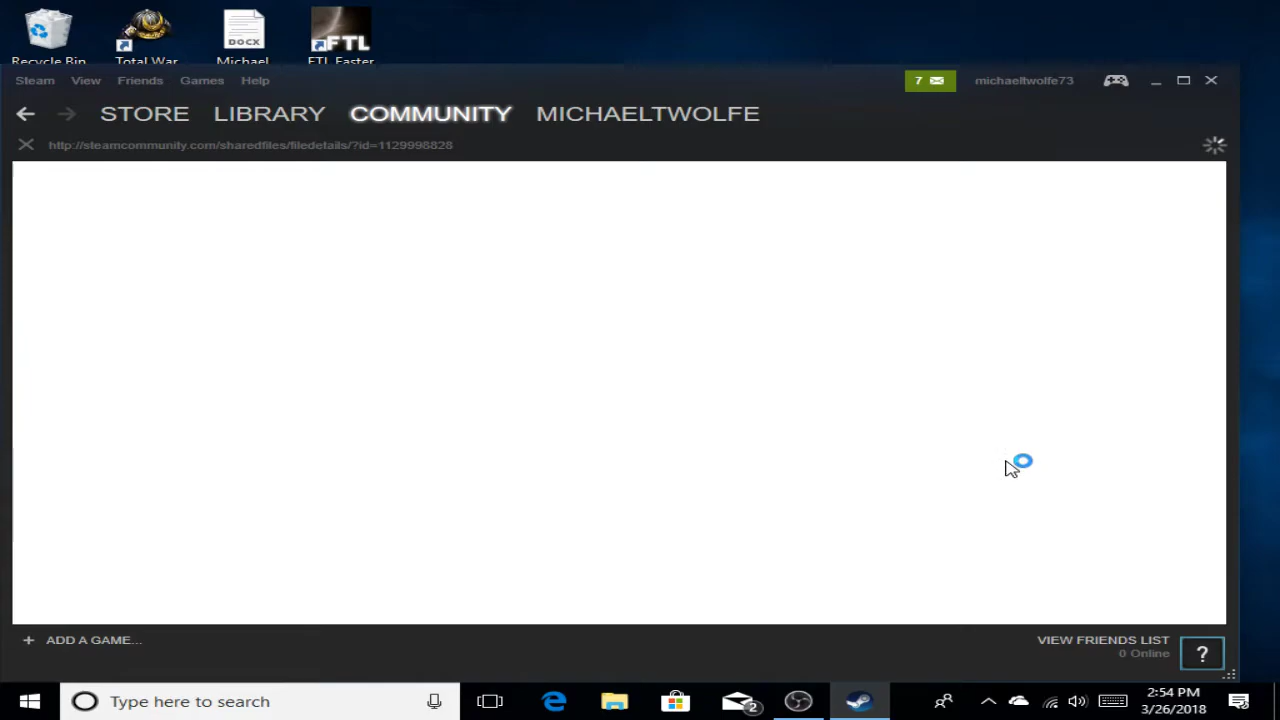 DOCX
FTL
Recycle Bin
Total War
Michael
FTL Faster
Steam View Friends Games Help
7
michaeltwolfe73
STORE LIBRARY COMMUNITY MICHAELTWOLFE
http://steamcommunity.com/sharedfiles/filedetails/?id=1129998828
+ ADD A GAME...
VIEW FRIENDS LIST
0 Online
?
Type here to search
2
2:54 PM
3/26/2018